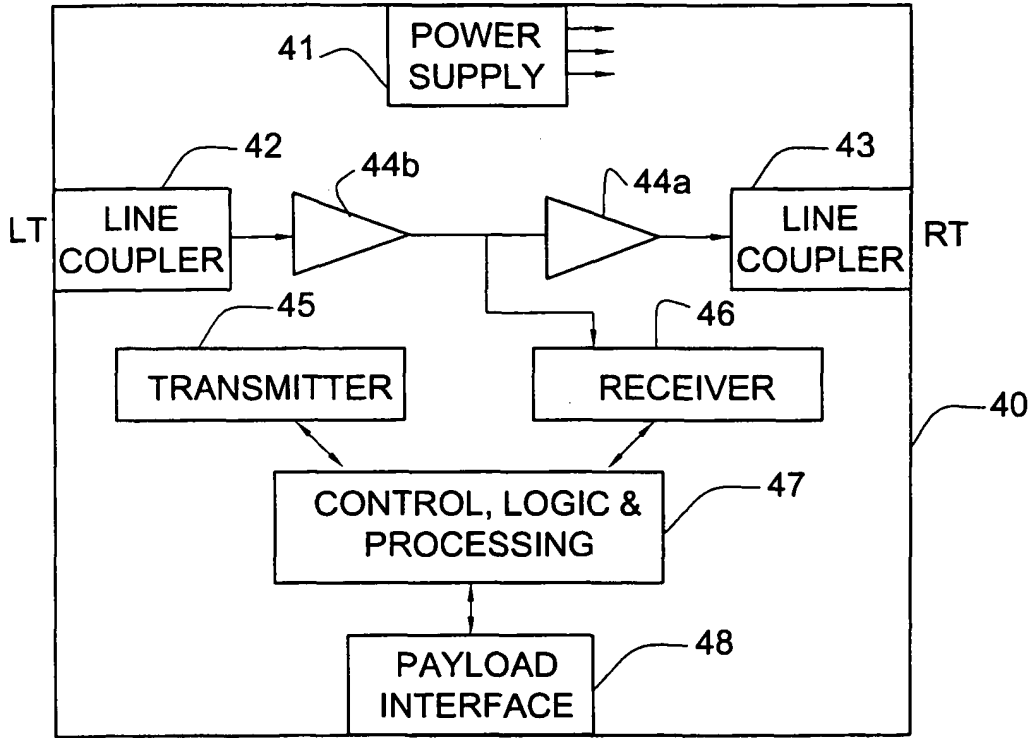 POWER
SUPPLY
41
42
44b
44a
43
LT
LINE
COUPLER
LINE
COUPLER
RT
45
46
TRANSMITTER
RECEIVER
40
CONTROL, LOGIC &
PROCESSING
47
PAYLOAD
INTERFACE
48